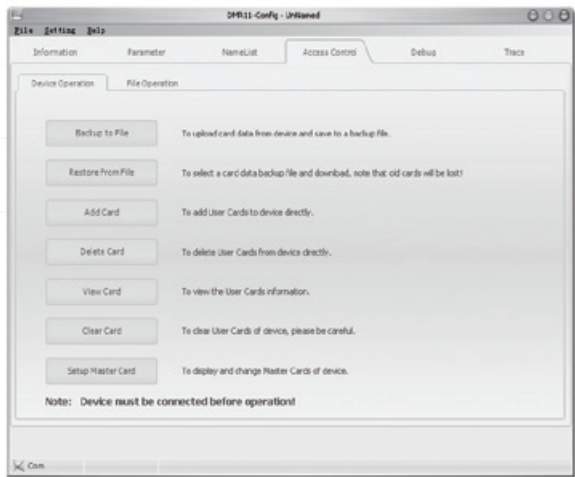 DMR11-Config - UnNamed
File Setting Help
Information Parameter NameList Access Control Debug Trace
Device Operation File Operation
Backup to File To upload card data from device and save to a backup file.
Restore From File To select a card data backup file and download, note that old cards will be lost!
Add Card To add User Cards to device directly.
Delete Card To delete User Cards from device directly.
View Card To view the User Cards information.
Clear Card To clear User Cards of device, please be careful.
Setup Master Card To display and change Master Cards of device.
Note: Device must be connected before operation!
Com